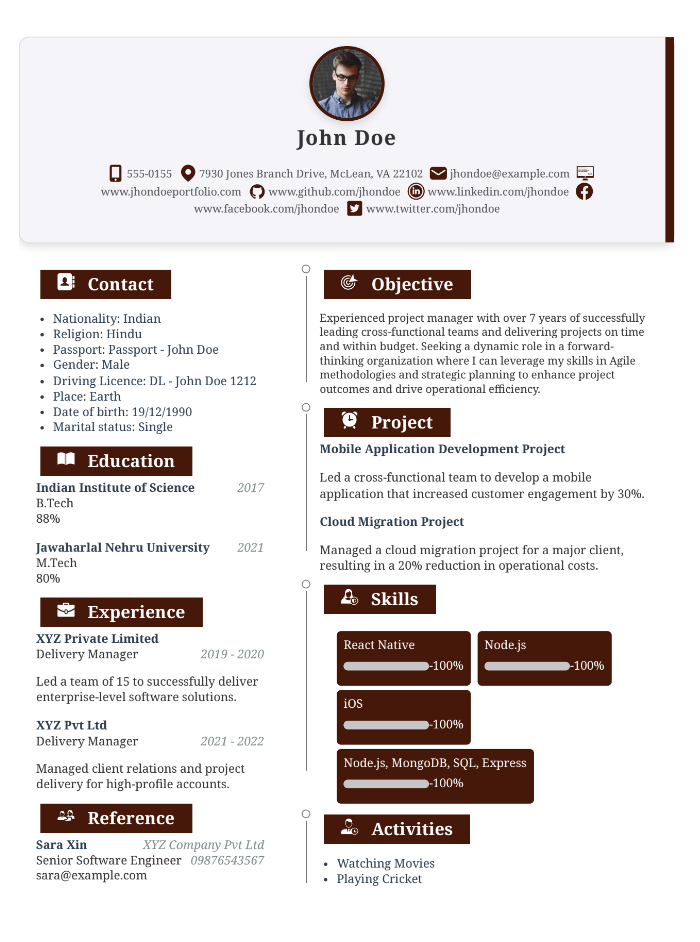 John Doe
555-0155 7930 Jones Branch Drive, McLean, VA 22102 jhondoe@example.com
www.jhondoeportfolio.com www.github.com/jhondoe www.linkedin.com/jhondoe
www.facebook.com/jhondoe www.twitter.com/jhondoe
Contact
• Nationality: Indian
• Religion: Hindu
• Passport: Passport - John Doe
• Gender: Male
• Driving Licence: DL - John Doe 1212
• Place: Earth
• Date of birth: 19/12/1990
• Marital status: Single
Education
Indian Institute of Science 2017
B.Tech
88%
Jawaharlal Nehru University 2021
M.Tech
80%
Experience
XYZ Private Limited
Delivery Manager 2019 - 2020
Led a team of 15 to successfully deliver
enterprise-level software solutions.
XYZ Pvt Ltd
Delivery Manager 2021 - 2022
Managed client relations and project
delivery for high-profile accounts.
Reference
Sara Xin XYZ Company Pvt Ltd
Senior Software Engineer 09876543567
sara@example.com
Objective
Experienced project manager with over 7 years of successfully
leading cross-functional teams and delivering projects on time
and within budget. Seeking a dynamic role in a forward-
thinking organization where I can leverage my skills in Agile
methodologies and strategic planning to enhance project
outcomes and drive operational efficiency.
Project
Mobile Application Development Project
Led a cross-functional team to develop a mobile
application that increased customer engagement by 30%.
Cloud Migration Project
Managed a cloud migration project for a major client,
resulting in a 20% reduction in operational costs.
Skills
React Native
-100%
Node.js
-100%
iOS
-100%
Node.js, MongoDB, SQL, Express
-100%
Activities
• Watching Movies
• Playing Cricket